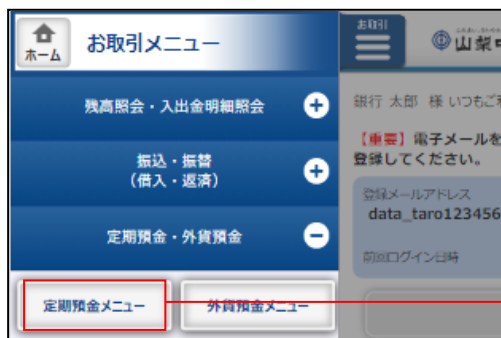 ホーム
お取引メニュー
残高照会・入出金明細照会
振込・振替
(借入・返済)
定期預金・外貨預金
定期預金メニュー
外貨預金メニュー
お取引
山梨中
銀行 太郎 様 いつもご利
【重要】電子メールを
登録してください。
登録メールアドレス
data_taro123456
前回ログイン日時